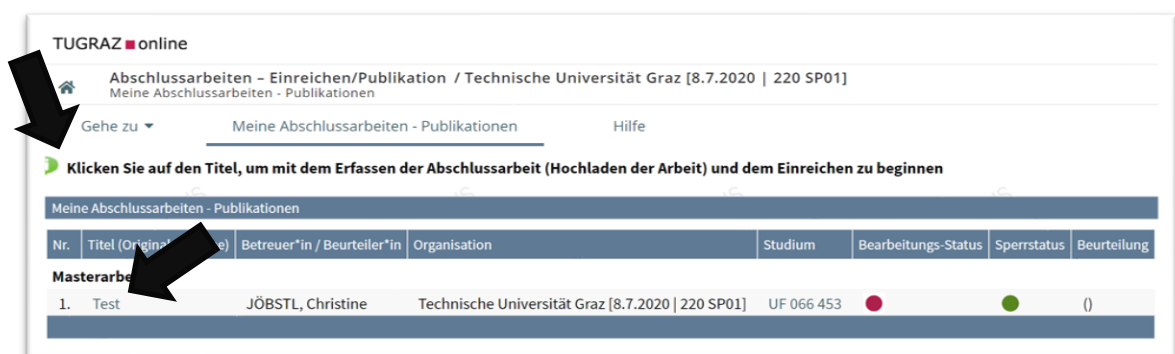 TUGRAZ online
Abschlussarbeiten – Einreichen/Publikation / Technische Universität Graz [8.7.2020 | 220 SP01]
Meine Abschlussarbeiten - Publikationen
Gehe zu Meine Abschlussarbeiten - Publikationen Hilfe
Klicken Sie auf den Titel, um mit dem Erfassen der Abschlussarbeit (Hochladen der Arbeit) und dem Einreichen zu beginnen
Meine Abschlussarbeiten - Publikationen
Nr. Titel Betreuer*in / Beurteiler*in Organisation Studium Bearbeitungs-Status Sperrstatus Beurteilung
1. Test JÖBSTL, Christine Technische Universität Graz [8.7.2020 | 220 SP01] UF 066 453 ()